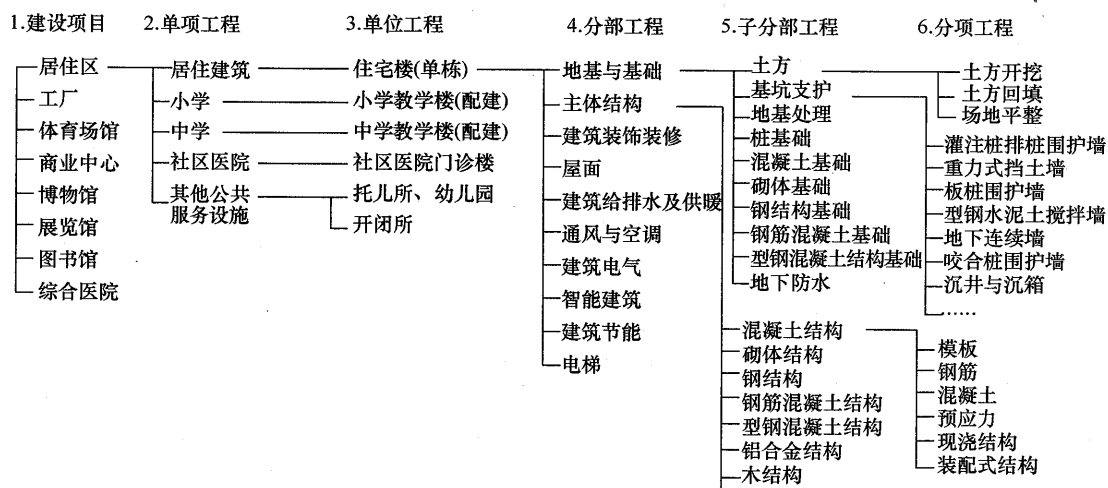 1.建设项目 2.单项工程 3.单位工程 4.分部工程 5.子分部工程 6.分项工程
居住区
工厂
体育场馆
商业中心
博物馆
展览馆
图书馆
综合医院
居住建筑
小学
中学
社区医院
其他公共
服务设施
住宅楼(单栋)
小学教学楼(配建)
中学教学楼(配建)
社区医院门诊楼
托儿所、幼儿园
开闭所
地基与基础
主体结构
建筑装饰装修
屋面
建筑给排水及供暖
通风与空调
建筑电气
智能建筑
建筑节能
电梯
土方
基坑支护
地基处理
桩基础
混凝土基础
砌体基础
钢结构基础
钢筋混凝土基础
型钢混凝土结构基础
地下防水
混凝土结构
砌体结构
钢结构
钢筋混凝土结构
型钢混凝土结构
铝合金结构
木结构
土方开挖
土方回填
场地平整
灌注桩排桩围护墙
重力式挡土墙
板桩围护墙
型钢水泥土搅拌墙
地下连续墙
咬合桩围护墙
沉井与沉箱
……
模板
钢筋
混凝土
预应力
现浇结构
装配式结构